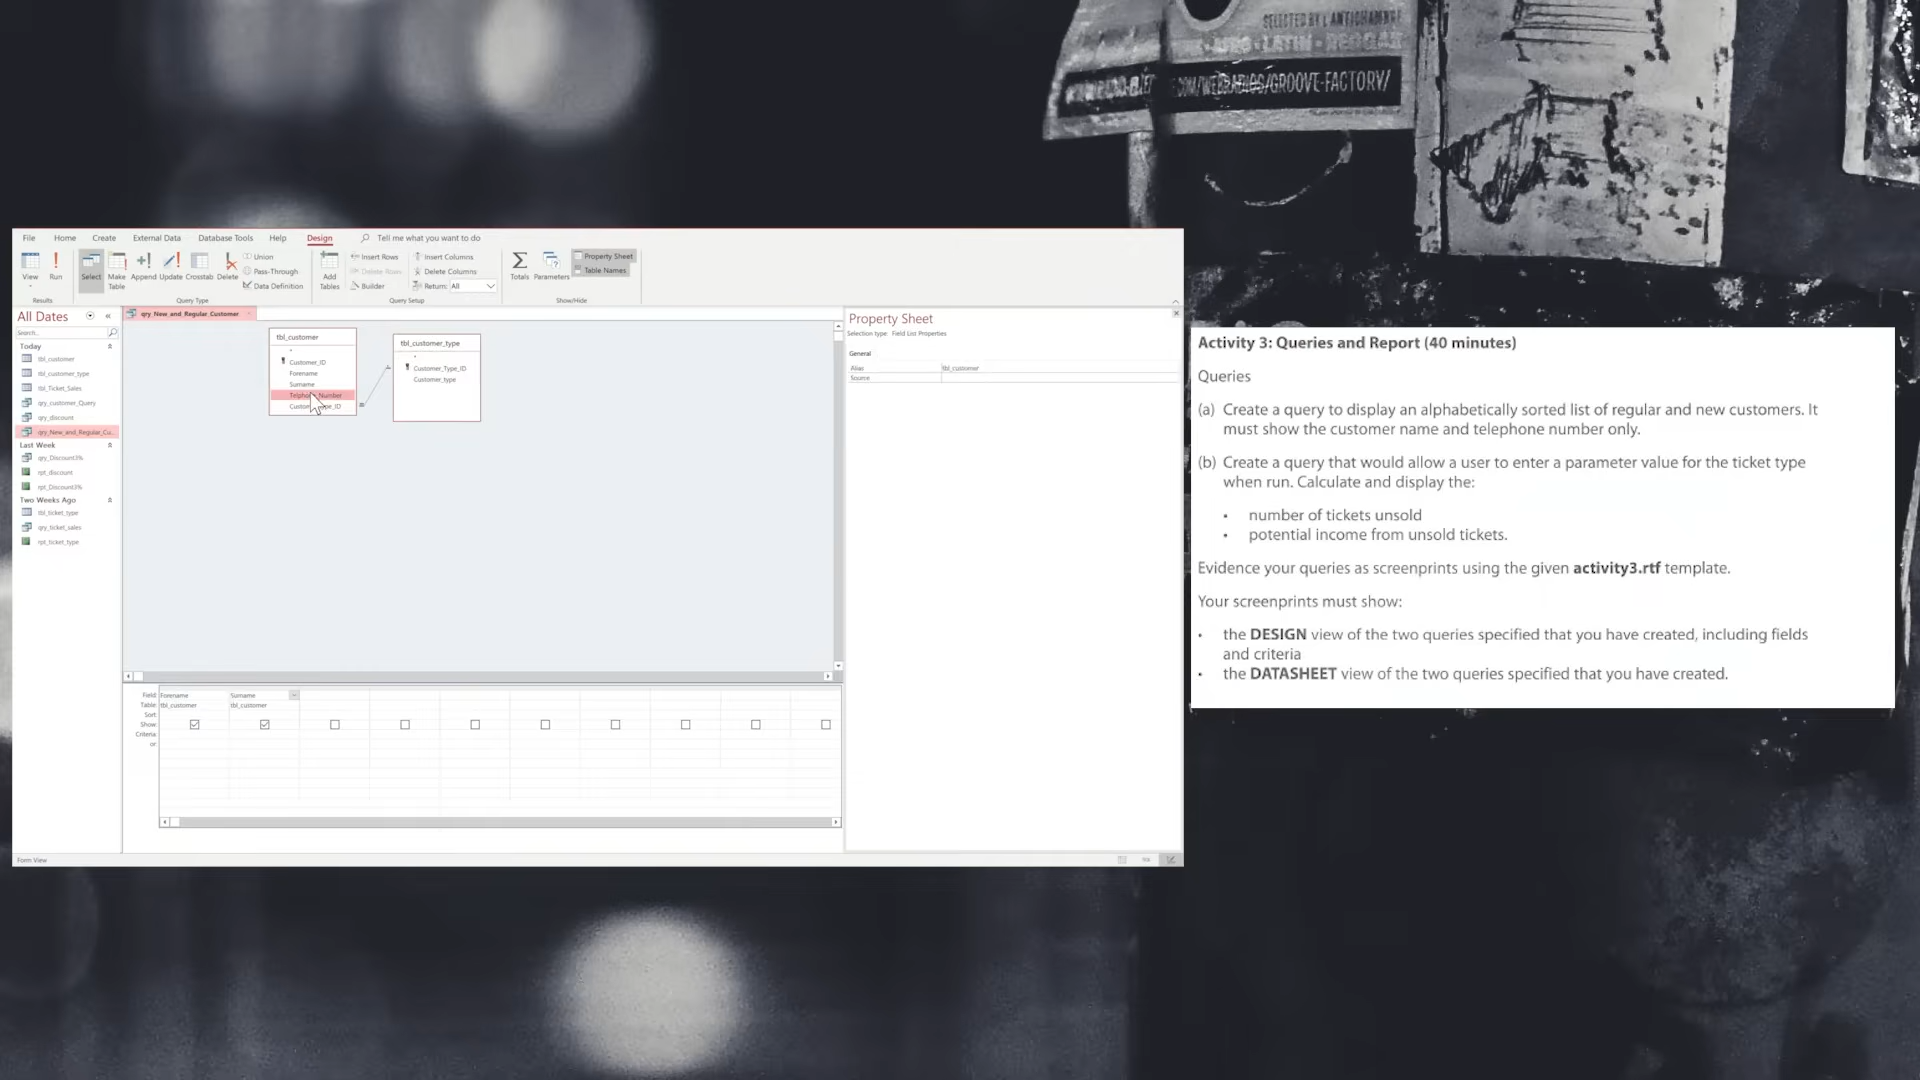 SELECTED BY L'ANTICHAMBRE
AFRO-LATIN-REGGAE
.COM/WEBRADIOS/GROOVE-FACTORY/
File Home Create External Data Database Tools Help Design Tell me what you want to do
View Run Select Make Table Append Update Crosstab Delete
Union
Pass-Through
Data Definition
Add Tables
Insert Rows
Delete Rows
Builder
Insert Columns
Delete Columns
Return: All
Totals Parameters
Property Sheet
Table Names
Results Query Type Query Setup Show/Hide
All Dates
Search...
Today
tbl_customer
tbl_customer_type
tbl_Ticket_Sales
qry_customer_Query
qry_discount
qry_New_and_Regular_Cu...
Last Week
qry_Discount3%
rpt_discount
rpt_Discount3%
Two Weeks Ago
tbl_ticket_type
qry_ticket_sales
rpt_ticket_type
qry_New_and_Regular_Customer
tbl_customer
*
Customer_ID
Forename
Surname
tbl_customer_type
*
Customer_Type_ID
Customer_type
Field: Forename Surname
Table: tbl_customer tbl_customer
Sort:
Show:
Criteria:
or:
Property Sheet
Selection type: Field List Properties
General
Alias tbl_customer
Source
Form View
Activity 3: Queries and Report (40 minutes)
Queries
(a) Create a query to display an alphabetically sorted list of regular and new customers. It
must show the customer name and telephone number only.
(b) Create a query that would allow a user to enter a parameter value for the ticket type
when run. Calculate and display the:
• number of tickets unsold
• potential income from unsold tickets.
Evidence your queries as screenprints using the given activity3.rtf template.
Your screenprints must show:
• the DESIGN view of the two queries specified that you have created, including fields
and criteria
• the DATASHEET view of the two queries specified that you have created.